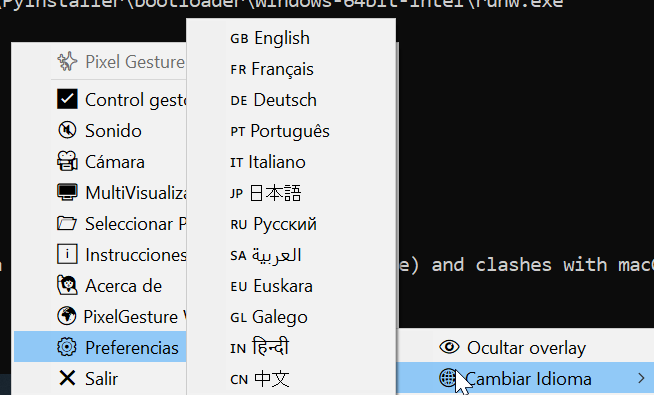 \Pyinstaller\bootloader\windows-64bit-intel\runw.exe
Pixel Gesture
Control gesto
Sonido
Cámara
MultiVisualiza
Seleccionar P
Instrucciones
Acerca de
PixelGesture
Preferencias
Salir
GB English
FR Français
DE Deutsch
PT Português
IT Italiano
JP 日本語
RU Русский
SA العربية
EU Euskara
GL Galego
IN हिन्दी
CN 中文
e) and clashes with mac
Ocultar overlay
Cambiar Idioma